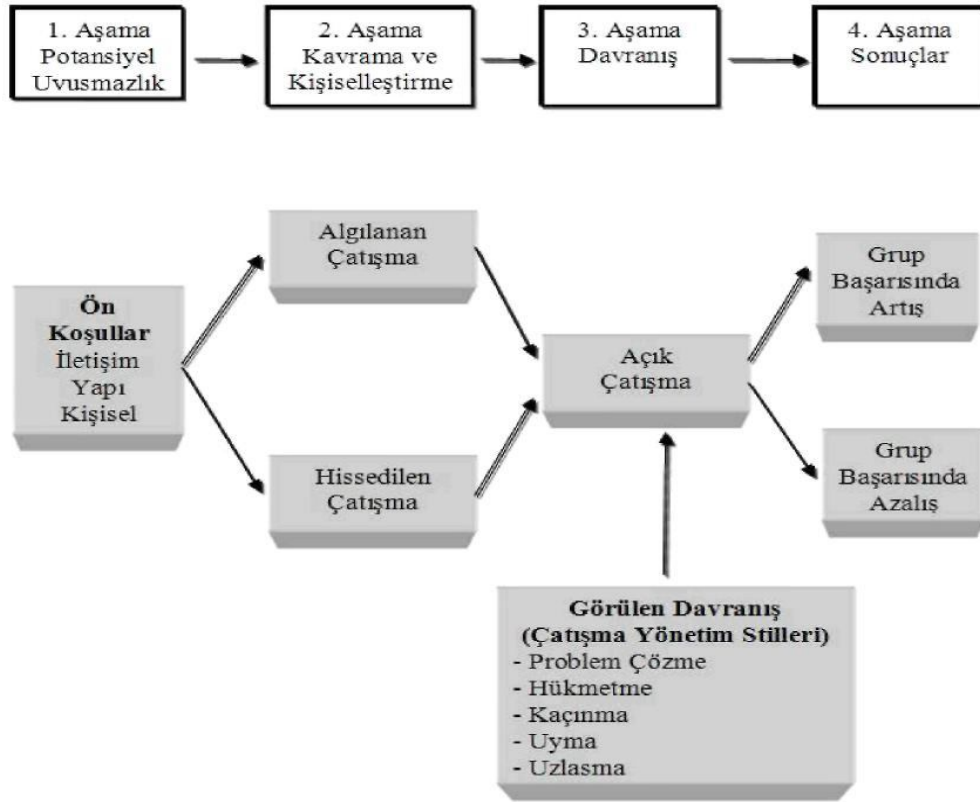 1. Aşama
Potansiyel
Uvusmazlık
2. Aşama
Kavrama ve
Kişiselleştirme
3. Aşama
Davranış
4. Aşama
Sonuçlar
Ön
Koşullar
İletişim
Yapı
Kişisel
Algılanan
Çatışma
Hissedilen
Çatışma
Açık
Çatışma
Grup
Başarısında
Artış
Grup
Başarısında
Azalış
Görülen Davranış
(Çatışma Yönetim Stilleri)
- Problem Çözme
- Hükmetme
- Kaçınma
- Uyma
- Uzlasma